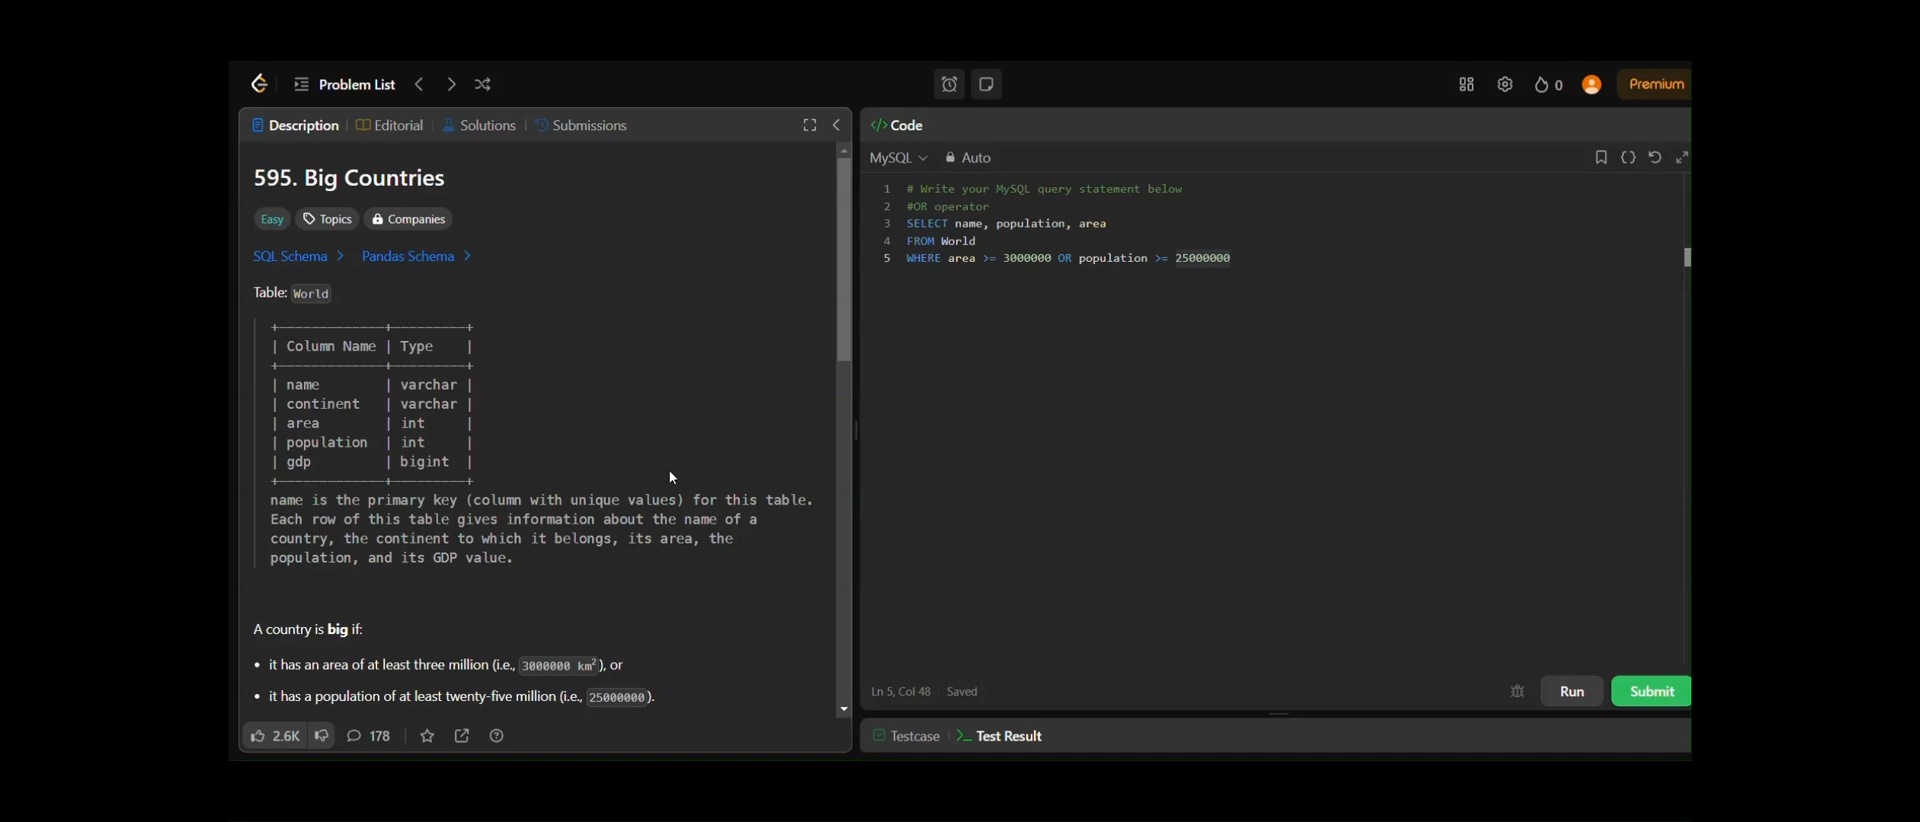 Problem List
0
Premium
Description
Editorial
Solutions
Submissions
595. Big Countries
Easy
Topics
Companies
SQL Schema >
Pandas Schema >
Table: World
+-------------+---------+
| Column Name | Type    |
+-------------+---------+
| name        | varchar |
| continent   | varchar |
| area        | int     |
| population  | int     |
| gdp         | bigint  |
+-------------+---------+
name is the primary key (column with unique values) for this table.
Each row of this table gives information about the name of a
country, the continent to which it belongs, its area, the
population, and its GDP value.
A country is big if:
• it has an area of at least three million (i.e., 3000000 km²), or
• it has a population of at least twenty-five million (i.e., 25000000).
2.6K
178
</> Code
MySQL
Auto
1 # Write your MySQL query statement below
2 #OR operator
3 SELECT name, population, area
4 FROM World
5 WHERE area >= 3000000 OR population >= 25000000
Ln 5, Col 48 Saved
Run
Submit
Testcase
>_ Test Result